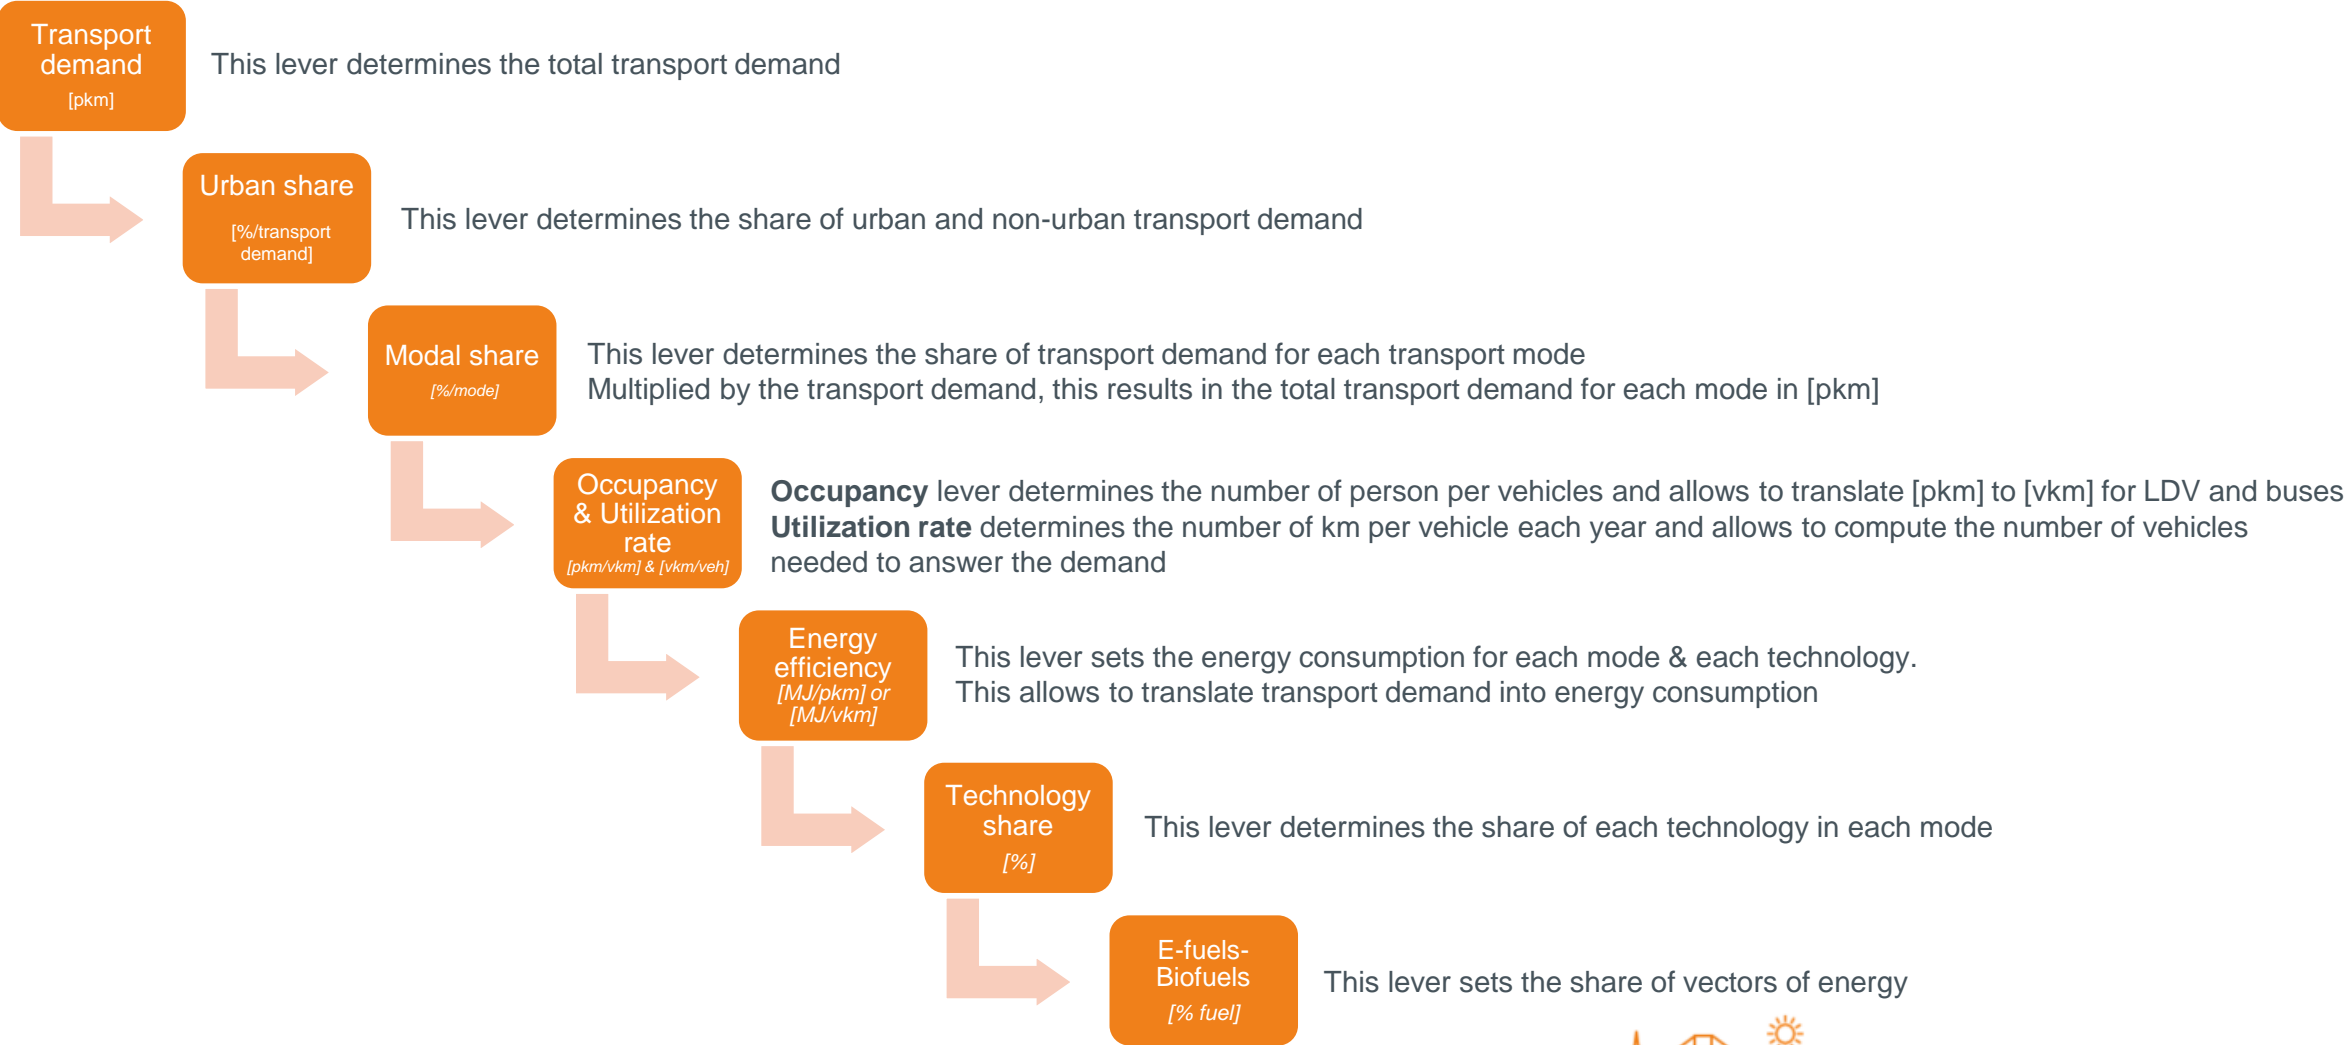 Transport
demand
[pkm]
This lever determines the total transport demand
Urban share
[%/transport
demand]
This lever determines the share of urban and non-urban transport demand
Modal share
[%/mode]
This lever determines the share of transport demand for each transport mode
Multiplied by the transport demand, this results in the total transport demand for each mode in [pkm]
Occupancy
& Utilization
rate
[pkm/vkm] & [vkm/veh]
Occupancy lever determines the number of person per vehicles and allows to translate [pkm] to [vkm] for LDV and buses
Utilization rate determines the number of km per vehicle each year and allows to compute the number of vehicles
needed to answer the demand
Energy
efficiency
[MJ/pkm] or
[MJ/vkm]
This lever sets the energy consumption for each mode & each technology.
This allows to translate transport demand into energy consumption
Technology
share
[%]
This lever determines the share of each technology in each mode
E-fuels-
Biofuels
[% fuel]
This lever sets the share of vectors of energy